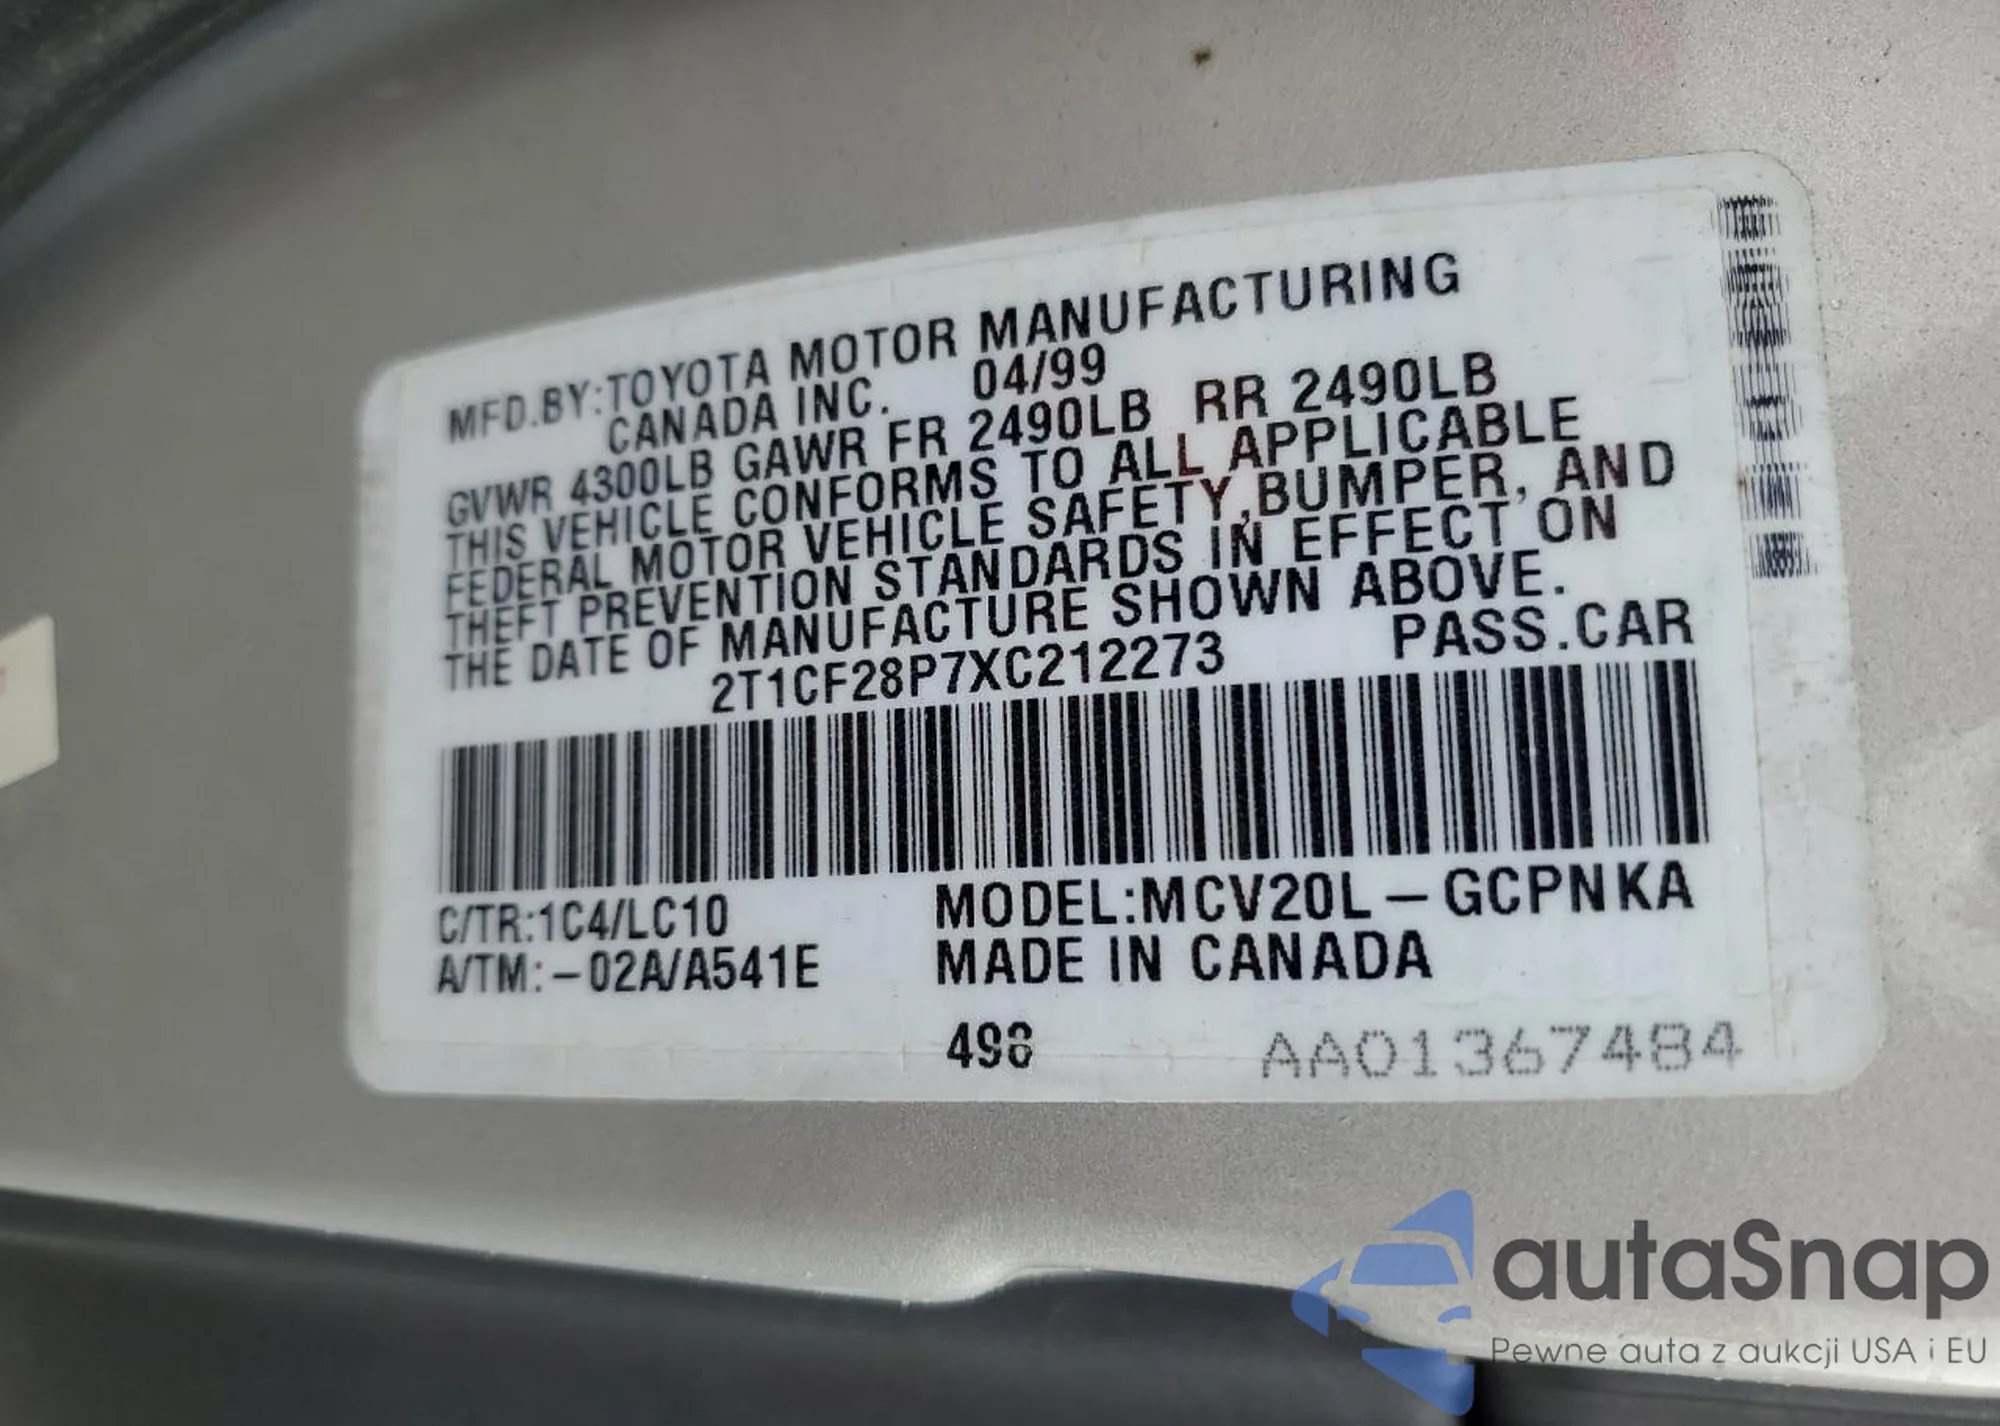 MFD.BY:TOYOTA MOTOR MANUFACTURING
CANADA INC. 04/99
GVWR 4300LB GAWR FR 2490LB RR 2490LB
THIS VEHICLE CONFORMS TO ALL APPLICABLE
FEDERAL MOTOR VEHICLE SAFETY,BUMPER, AND
THEFT PREVENTION STANDARDS IN EFFECT ON
THE DATE OF MANUFACTURE SHOWN ABOVE.
2T1CF28P7XC212273 PASS.CAR
C/TR:1C4/LC10 MODEL:MCV20L-GCPNKA
A/TM:-02A/A541E MADE IN CANADA
498 AA01367484
autaSnap
Pewne auta z aukcji USA i EU